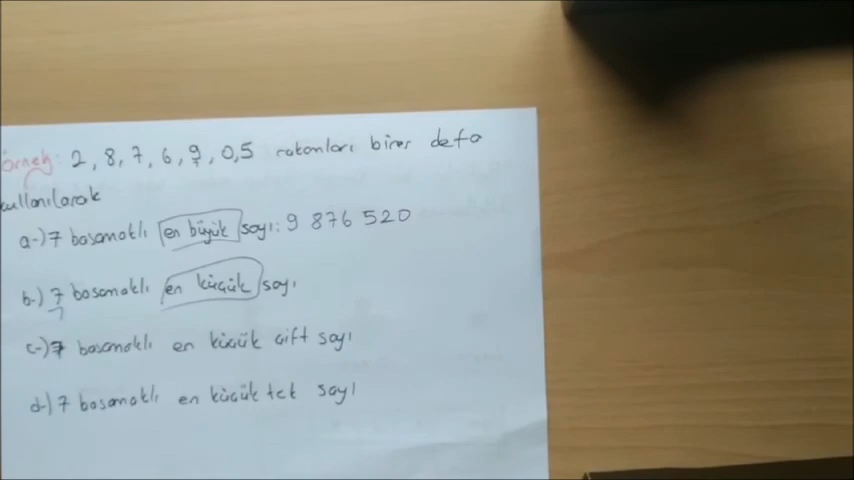 örnek: 2, 8, 7, 6, 9, 0, 5 rakamları birer defa
kullanılarak
a-) 7 basamaklı en büyük sayı: 9 876 520
b-) 7 basamaklı en küçük sayı
c-) 7 basamaklı en küçük çift sayı
d-) 7 basamaklı en küçük tek sayı